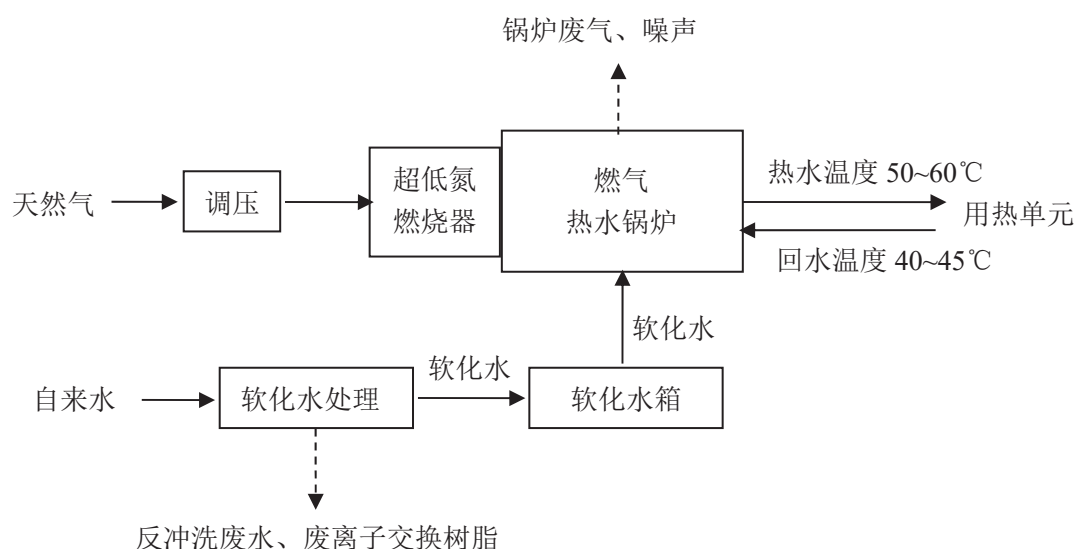 锅炉废气、噪声
超低氮
燃烧器
燃气
热水锅炉
热水温度 50~60℃
天然气
调压
用热单元
回水温度 40~45℃
软化水
自来水
软化水处理
软化水
软化水箱
反冲洗废水、废离子交换树脂